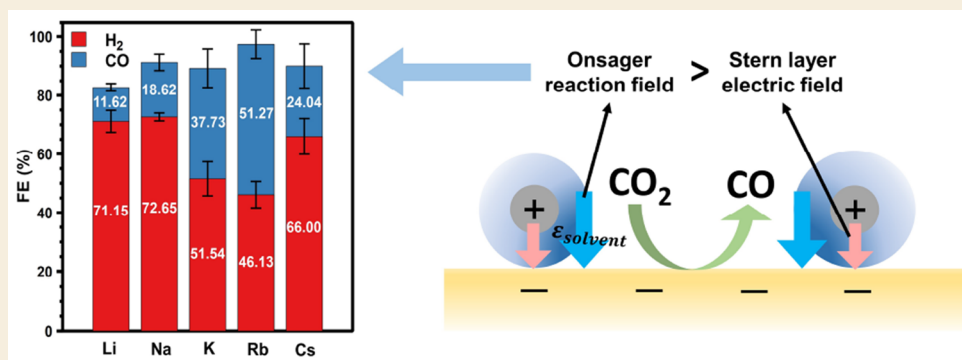 H₂
CO
FE (%)
100
80
60
40
20
0
11.62
71.15
18.62
72.65
37.73
51.54
51.27
46.13
24.04
66.00
Li
Na
K
Rb
Cs
Onsager
reaction field
>
Stern layer
electric field
CO₂
CO
+
+
ε_solvent
— — — —